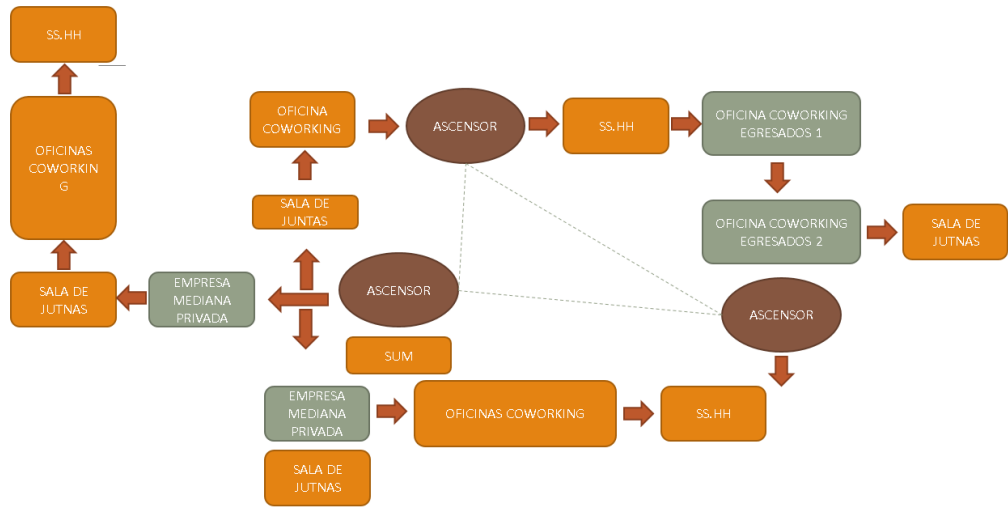 SS.HH
OFICINAS
COWORKIN
G
SALA DE
JUTNAS
EMPRESA
MEDIANA
PRIVADA
OFICINA
COWORKING
SALA DE
JUNTAS
ASCENSOR
SS.HH
OFICINA COWORKING
EGRESADOS 1
OFICINA COWORKING
EGRESADOS 2
SALA DE
JUTNAS
ASCENSOR
ASCENSOR
SUM
EMPRESA
MEDIANA
PRIVADA
OFICINAS COWORKING
SS.HH
SALA DE
JUTNAS